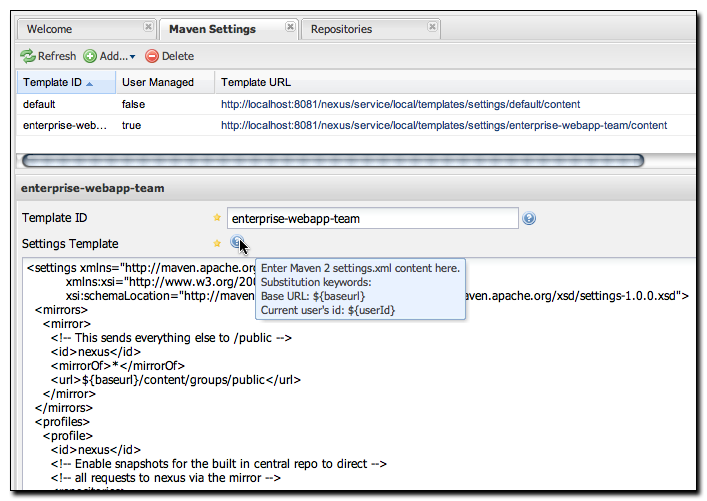 Welcome Maven Settings Repositories
Refresh Add... Delete
Template ID User Managed Template URL
default false http://localhost:8081/nexus/service/local/templates/settings/default/content
enterprise-web... true http://localhost:8081/nexus/service/local/templates/settings/enterprise-webapp-team/content
enterprise-webapp-team
Template ID enterprise-webapp-team
Settings Template
Enter Maven 2 settings.xml content here.
Substitution keywords:
Base URL: ${baseurl}
Current user's id: ${userId}
<settings xmlns="http://maven.apache.org
xmlns:xsi="http://www.w3.org/200
xsi:schemaLocation="http://maven.apache.org/xsd/settings-1.0.0.xsd">
<mirrors>
<mirror>
<!-- This sends everything else to /public -->
<id>nexus</id>
<mirrorOf>*</mirrorOf>
<url>${baseurl}/content/groups/public</url>
</mirror>
</mirrors>
<profiles>
<profile>
<id>nexus</id>
<!-- Enable snapshots for the built in central repo to direct -->
<!-- all requests to nexus via the mirror -->